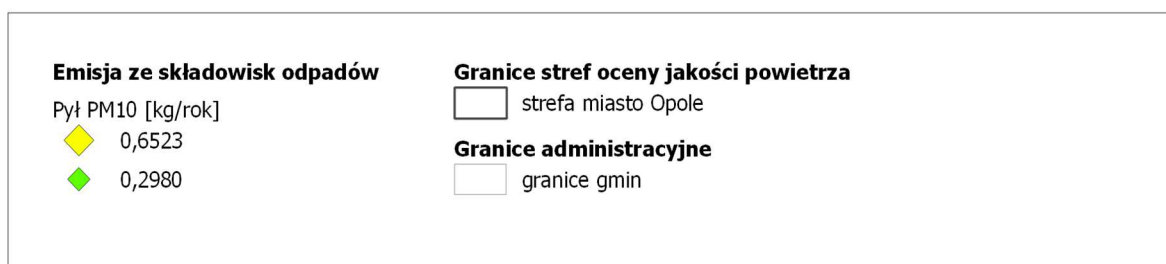 Emisja ze składowisk odpadów
Pył PM10 [kg/rok]
0,6523
0,2980
Granice stref oceny jakości powietrza
strefa miasto Opole
Granice administracyjne
granice gmin